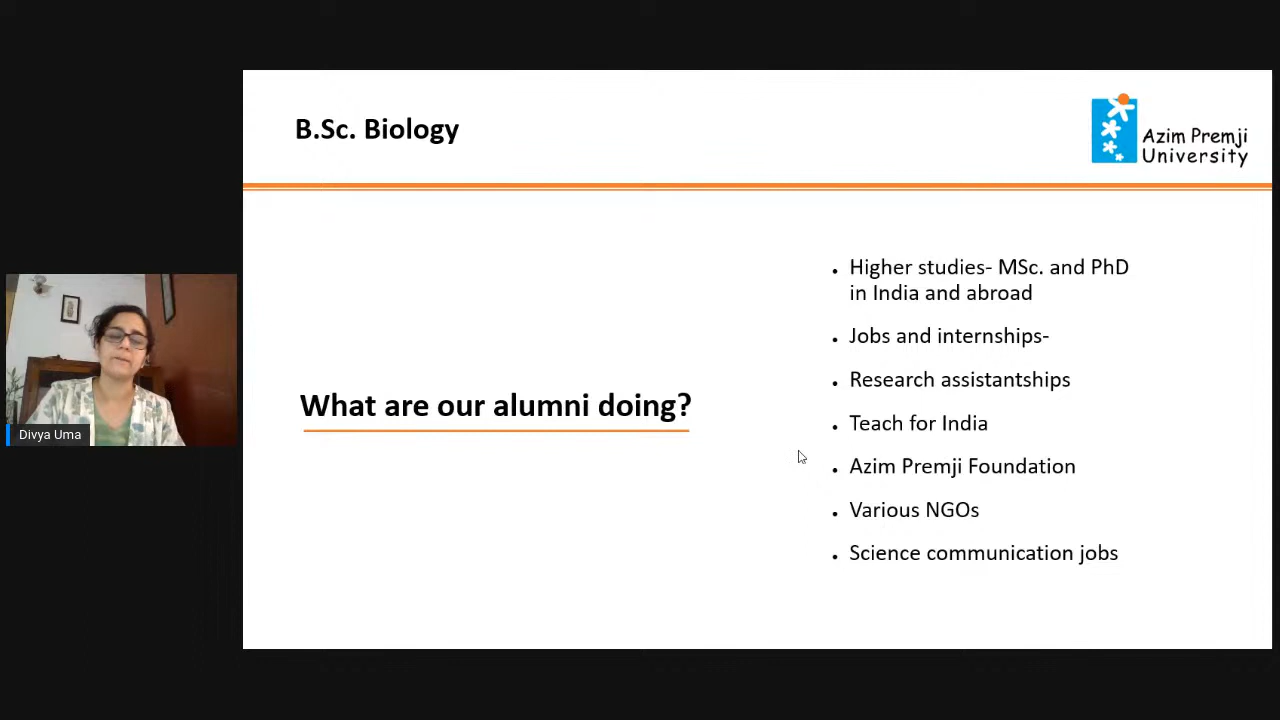 B.Sc. Biology
Azim Premji
University
What are our alumni doing?
• Higher studies- MSc. and PhD
in India and abroad
• Jobs and internships-
• Research assistantships
• Teach for India
• Azim Premji Foundation
• Various NGOs
• Science communication jobs
Divya Uma